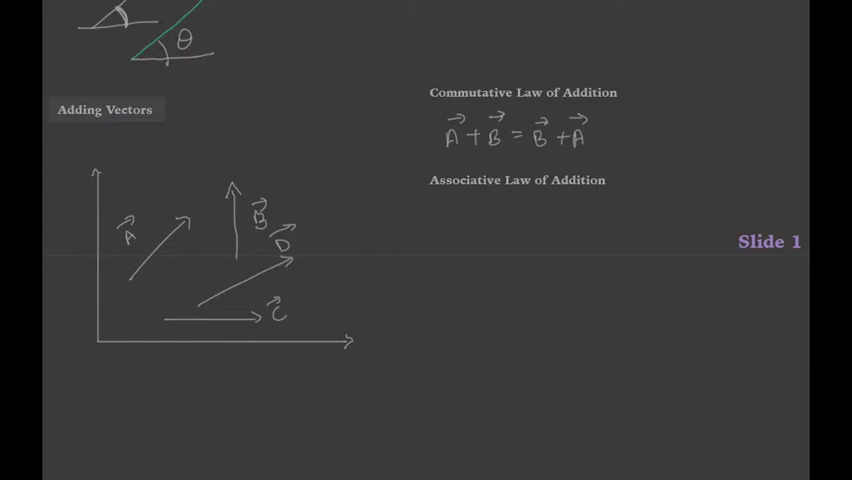 θ
Adding Vectors
A⃗
B⃗
D⃗
C⃗
Commutative Law of Addition
A⃗ + B⃗ = B⃗ + A⃗
Associative Law of Addition
Slide 1